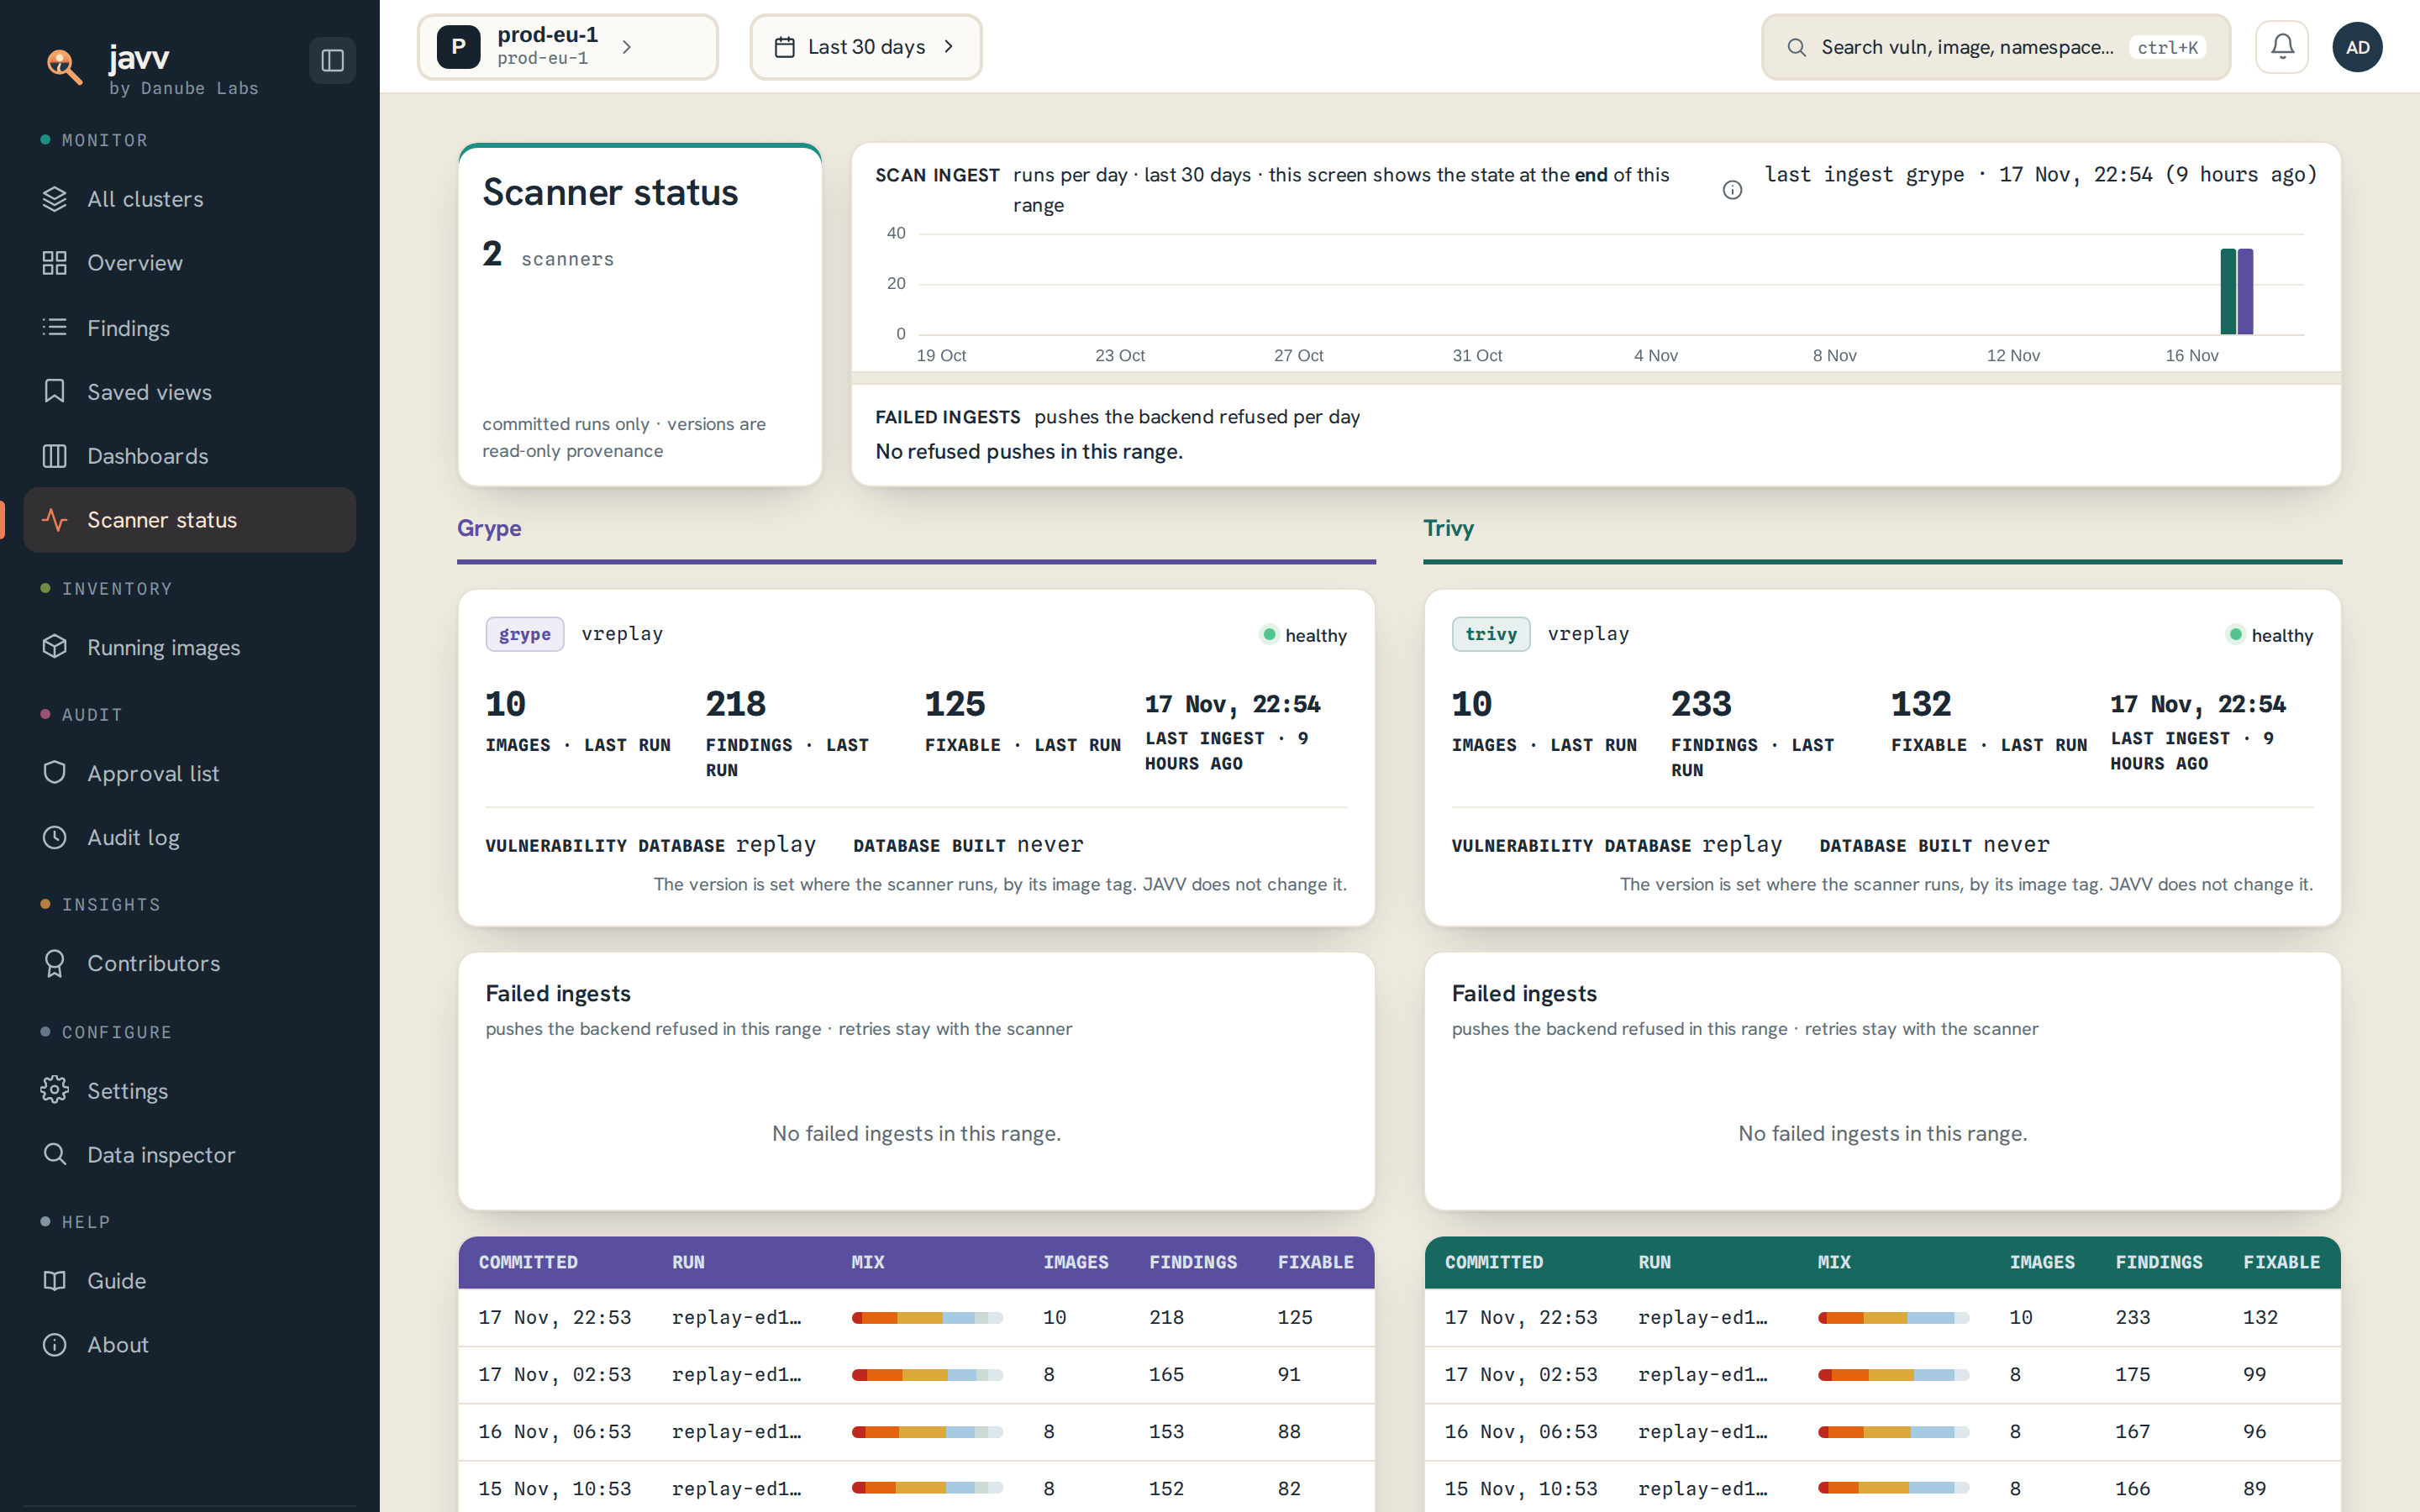 javv
by Danube Labs
MONITOR
All clusters
Overview
Findings
Saved views
Dashboards
Scanner status
INVENTORY
Running images
AUDIT
Approval list
Audit log
INSIGHTS
Contributors
CONFIGURE
Settings
Data inspector
HELP
Guide
About
P
prod-eu-1
prod-eu-1
Last 30 days
Search vuln, image, namespace... ctrl+K
AD
Scanner status
2 scanners
committed runs only · versions are
read-only provenance
SCAN INGEST runs per day · last 30 days · this screen shows the state at the end of this
range
last ingest grype · 17 Nov, 22:54 (9 hours ago)
40
20
0
19 Oct 23 Oct 27 Oct 31 Oct 4 Nov 8 Nov 12 Nov 16 Nov
FAILED INGESTS pushes the backend refused per day
No refused pushes in this range.
Grype
grype vreplay healthy
10 218 125 17 Nov, 22:54
IMAGES · LAST RUN FINDINGS · LAST FIXABLE · LAST RUN LAST INGEST · 9
RUN HOURS AGO
VULNERABILITY DATABASE replay DATABASE BUILT never
The version is set where the scanner runs, by its image tag. JAVV does not change it.
Failed ingests
pushes the backend refused in this range · retries stay with the scanner
No failed ingests in this range.
COMMITTED RUN MIX IMAGES FINDINGS FIXABLE
17 Nov, 22:53 replay-ed1… 10 218 125
17 Nov, 02:53 replay-ed1… 8 165 91
16 Nov, 06:53 replay-ed1… 8 153 88
15 Nov, 10:53 replay-ed1… 8 152 82
Trivy
trivy vreplay healthy
10 233 132 17 Nov, 22:54
IMAGES · LAST RUN FINDINGS · LAST FIXABLE · LAST RUN LAST INGEST · 9
RUN HOURS AGO
VULNERABILITY DATABASE replay DATABASE BUILT never
The version is set where the scanner runs, by its image tag. JAVV does not change it.
Failed ingests
pushes the backend refused in this range · retries stay with the scanner
No failed ingests in this range.
COMMITTED RUN MIX IMAGES FINDINGS FIXABLE
17 Nov, 22:53 replay-ed1… 10 233 132
17 Nov, 02:53 replay-ed1… 8 175 99
16 Nov, 06:53 replay-ed1… 8 167 96
15 Nov, 10:53 replay-ed1… 8 166 89